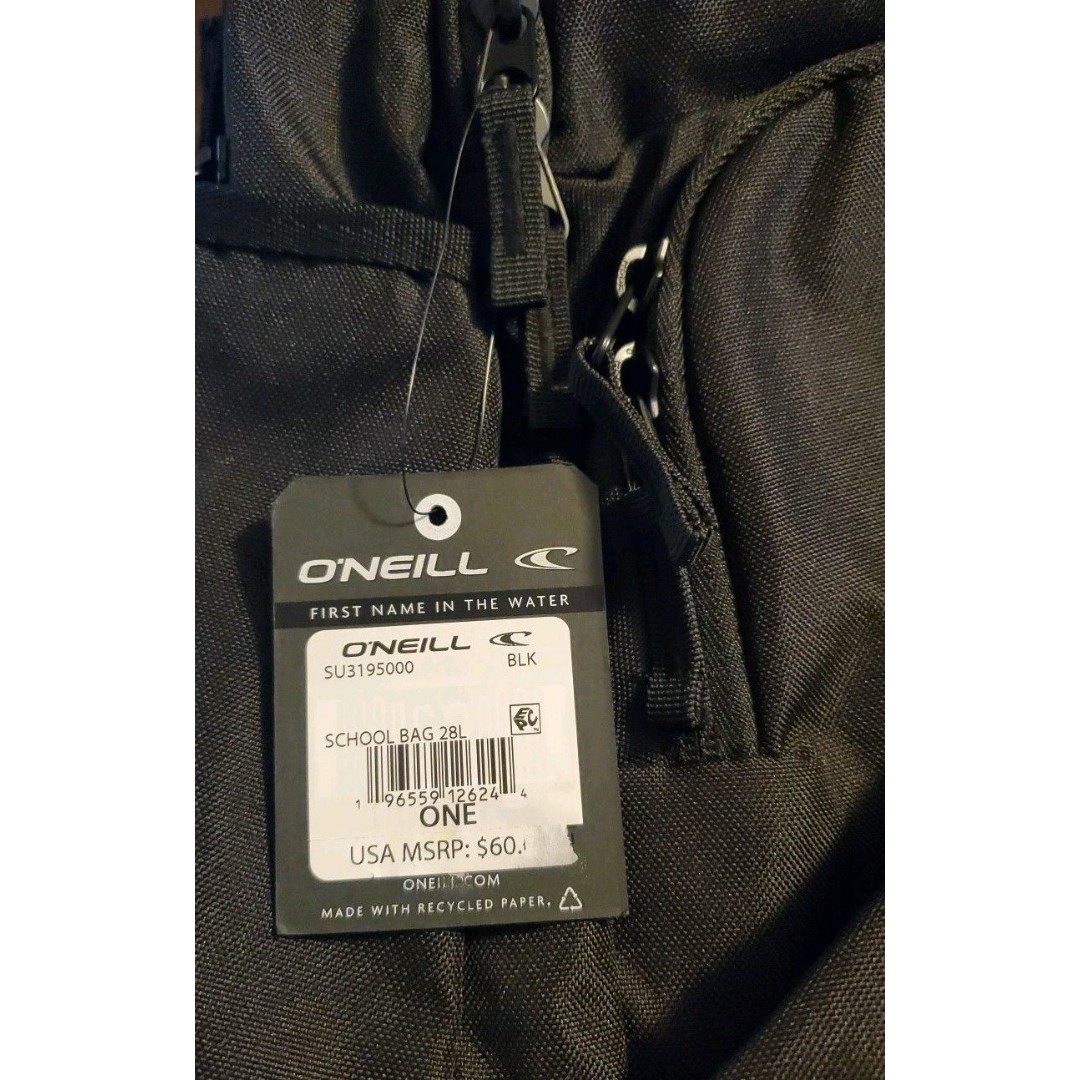 O'NEILL
FIRST NAME IN THE WATER
O'NEILL
SU3195000 BLK
SCHOOL BAG 28L
EPC
1 96559 12624 4
ONE
USA MSRP: $60.
ONEILL.COM
MADE WITH RECYCLED PAPER.